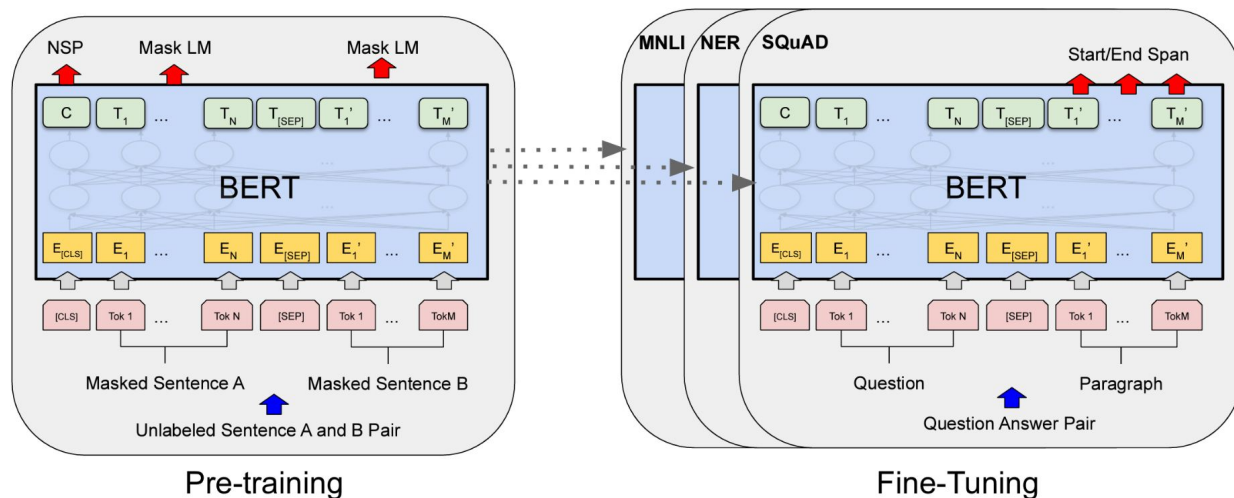 NSP Mask LM Mask LM
C T1 ... TN T[SEP] T1' ... TM'
...
BERT
...
E[CLS] E1 ... EN E[SEP] E1' ... EM'
[CLS] Tok 1 ... Tok N [SEP] Tok 1 ... TokM
Masked Sentence A Masked Sentence B
Unlabeled Sentence A and B Pair
Pre-training
MNLI NER SQuAD
Start/End Span
C T1 ... TN T[SEP] T1' ... TM'
...
BERT
...
E[CLS] E1 ... EN E[SEP] E1' ... EM'
[CLS] Tok 1 ... Tok N [SEP] Tok 1 ... TokM
Question Paragraph
Question Answer Pair
Fine-Tuning